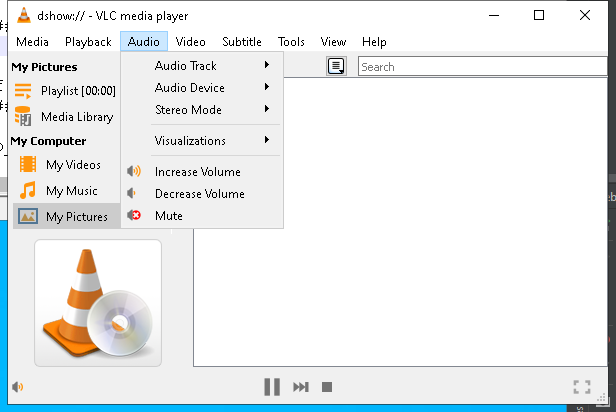 dshow:// - VLC media player
Media Playback Audio Video Subtitle Tools View Help
My Pictures
Playlist [00:00]
Media Library
My Computer
My Videos
My Music
My Pictures
Audio Track
Audio Device
Stereo Mode
Visualizations
Increase Volume
Decrease Volume
Mute
Search